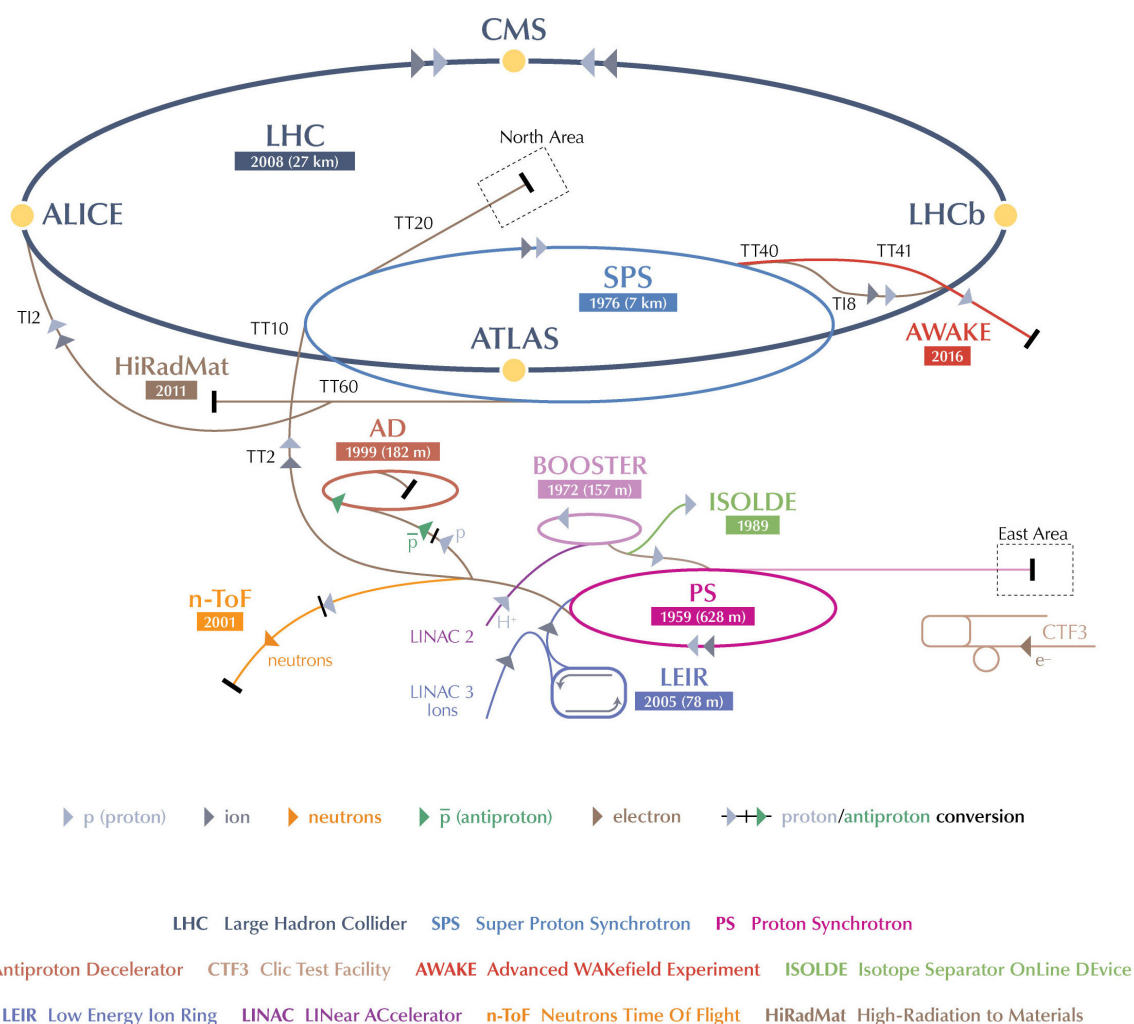 CMS
LHC
2008 (27 km)
North Area
ALICE
LHCb
TT20
TT40
TT41
SPS
1976 (7 km)
TI8
TI2
TT10
ATLAS
AWAKE
2016
HiRadMat
2011
TT60
AD
1999 (182 m)
TT2
BOOSTER
1972 (157 m)
ISOLDE
1989
p̅
p
East Area
n-ToF
2001
PS
1959 (628 m)
H⁺
LINAC 2
neutrons
CTF3
e–
LEIR
2005 (78 m)
LINAC 3
Ions
p (proton) ion neutrons p̅ (antiproton) electron proton/antiproton conversion
LHC Large Hadron Collider SPS Super Proton Synchrotron PS Proton Synchrotron
Antiproton Decelerator CTF3 Clic Test Facility AWAKE Advanced WAKefield Experiment ISOLDE Isotope Separator OnLine DEvice
LEIR Low Energy Ion Ring LINAC LINear ACcelerator n-ToF Neutrons Time Of Flight HiRadMat High-Radiation to Materials